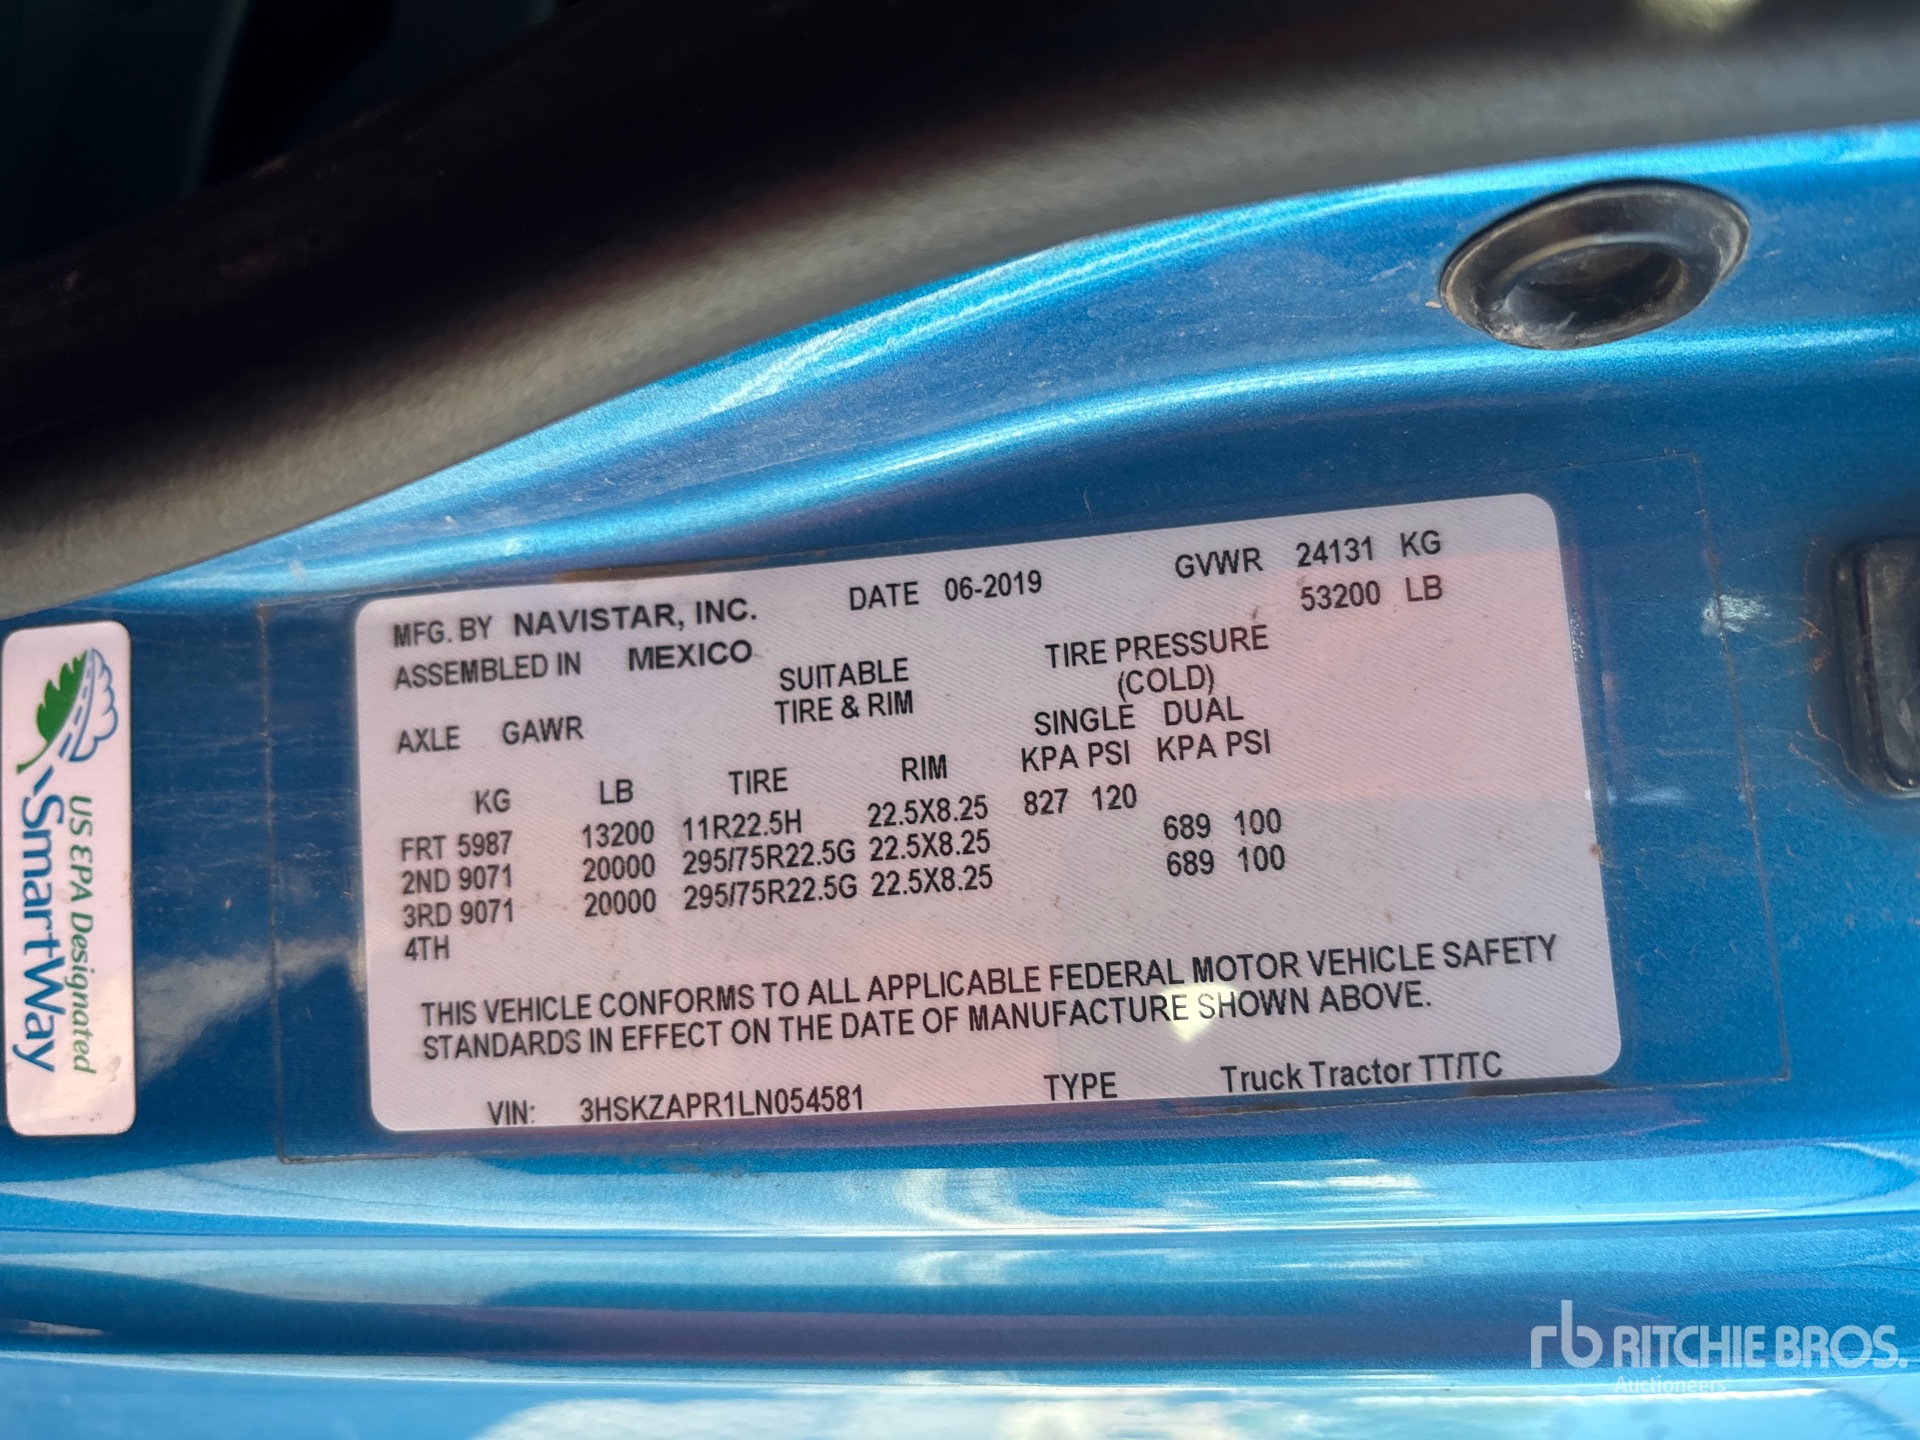 MFG. BY NAVISTAR, INC. DATE 06-2019 GVWR 24131 KG
ASSEMBLED IN MEXICO 53200 LB
SUITABLE TIRE PRESSURE
TIRE & RIM (COLD)
AXLE GAWR SINGLE DUAL
KG LB TIRE RIM KPA PSI KPA PSI
FRT 5987 13200 11R22.5H 22.5X8.25 827 120
2ND 9071 20000 295/75R22.5G 22.5X8.25 689 100
3RD 9071 20000 295/75R22.5G 22.5X8.25 689 100
4TH
THIS VEHICLE CONFORMS TO ALL APPLICABLE FEDERAL MOTOR VEHICLE SAFETY
STANDARDS IN EFFECT ON THE DATE OF MANUFACTURE SHOWN ABOVE.
VIN: 3HSKZAPR1LN054581 TYPE Truck Tractor TT/TC
US EPA Designated
SmartWay
rb RITCHIE BROS.
Auctioneers